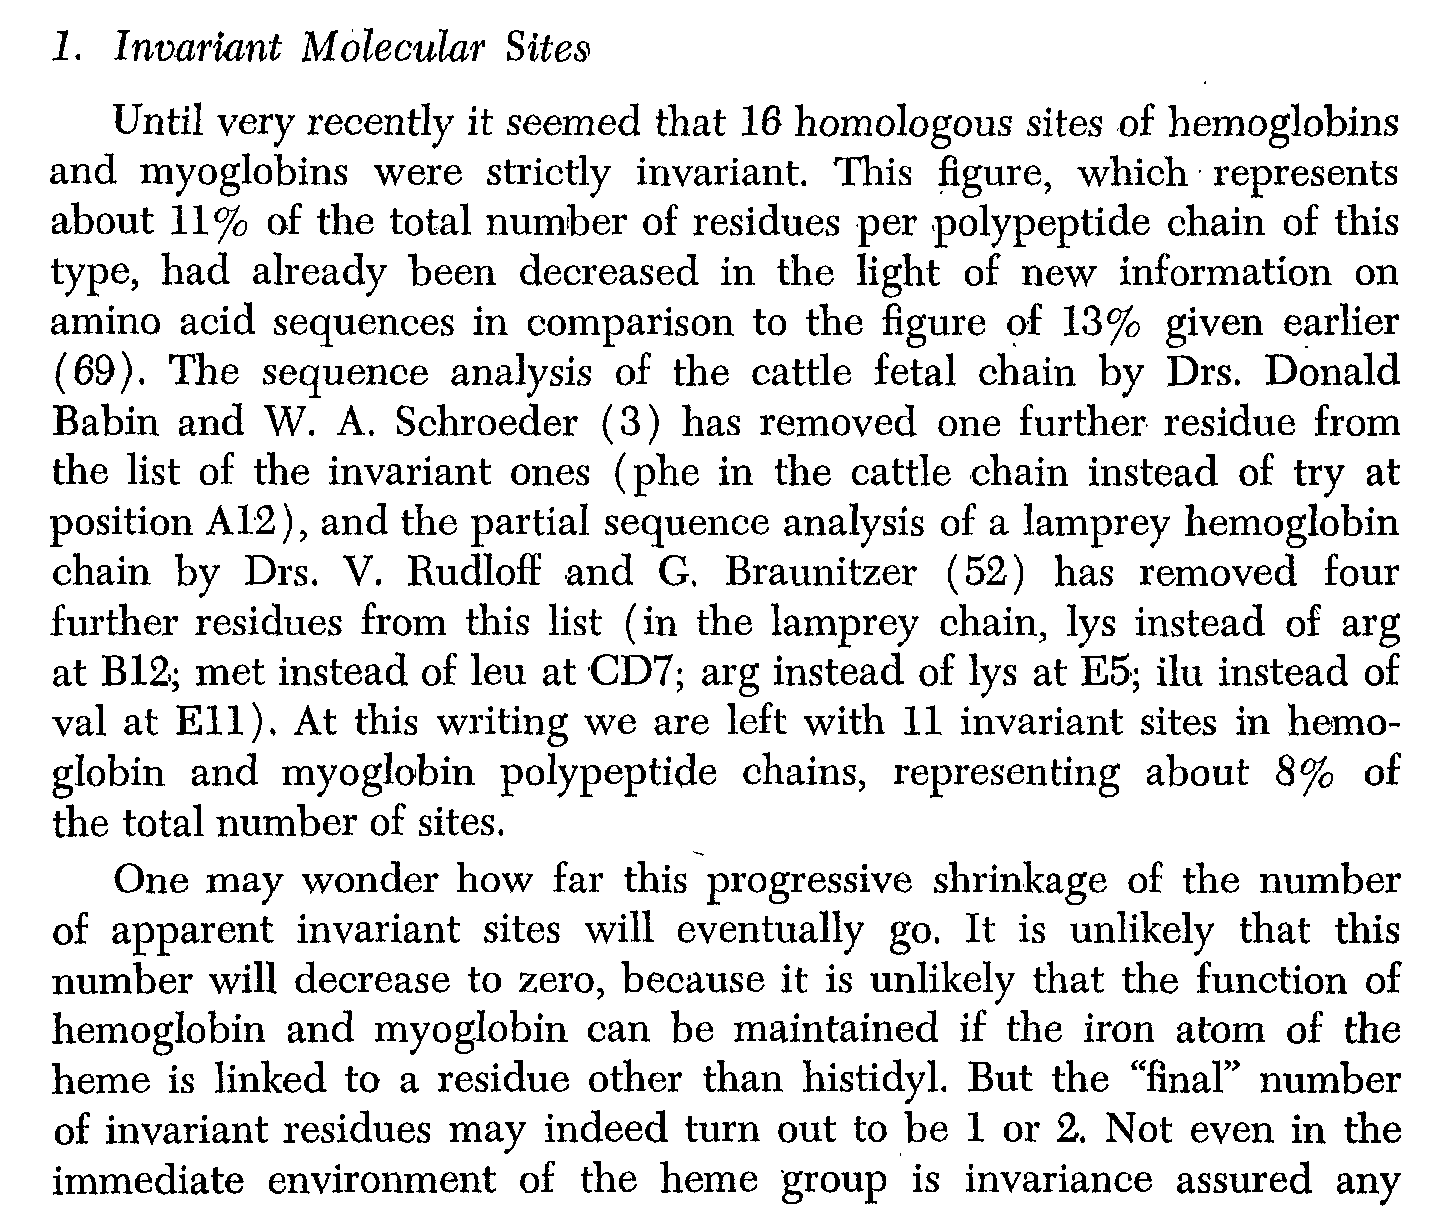 1. Invariant Molecular Sites
Until very recently it seemed that 16 homologous sites of hemoglobins
and myoglobins were strictly invariant. This figure, which represents
about 11% of the total number of residues per polypeptide chain of this
type, had already been decreased in the light of new information on
amino acid sequences in comparison to the figure of 13% given earlier
(69). The sequence analysis of the cattle fetal chain by Drs. Donald
Babin and W. A. Schroeder (3) has removed one further residue from
the list of the invariant ones (phe in the cattle chain instead of try at
position A12), and the partial sequence analysis of a lamprey hemoglobin
chain by Drs. V. Rudloff and G. Braunitzer (52) has removed four
further residues from this list (in the lamprey chain, lys instead of arg
at B12; met instead of leu at CD7; arg instead of lys at E5; ilu instead of
val at E11). At this writing we are left with 11 invariant sites in hemo-
globin and myoglobin polypeptide chains, representing about 8% of
the total number of sites.
One may wonder how far this progressive shrinkage of the number
of apparent invariant sites will eventually go. It is unlikely that this
number will decrease to zero, because it is unlikely that the function of
hemoglobin and myoglobin can be maintained if the iron atom of the
heme is linked to a residue other than histidyl. But the “final” number
of invariant residues may indeed turn out to be 1 or 2. Not even in the
immediate environment of the heme group is invariance assured any